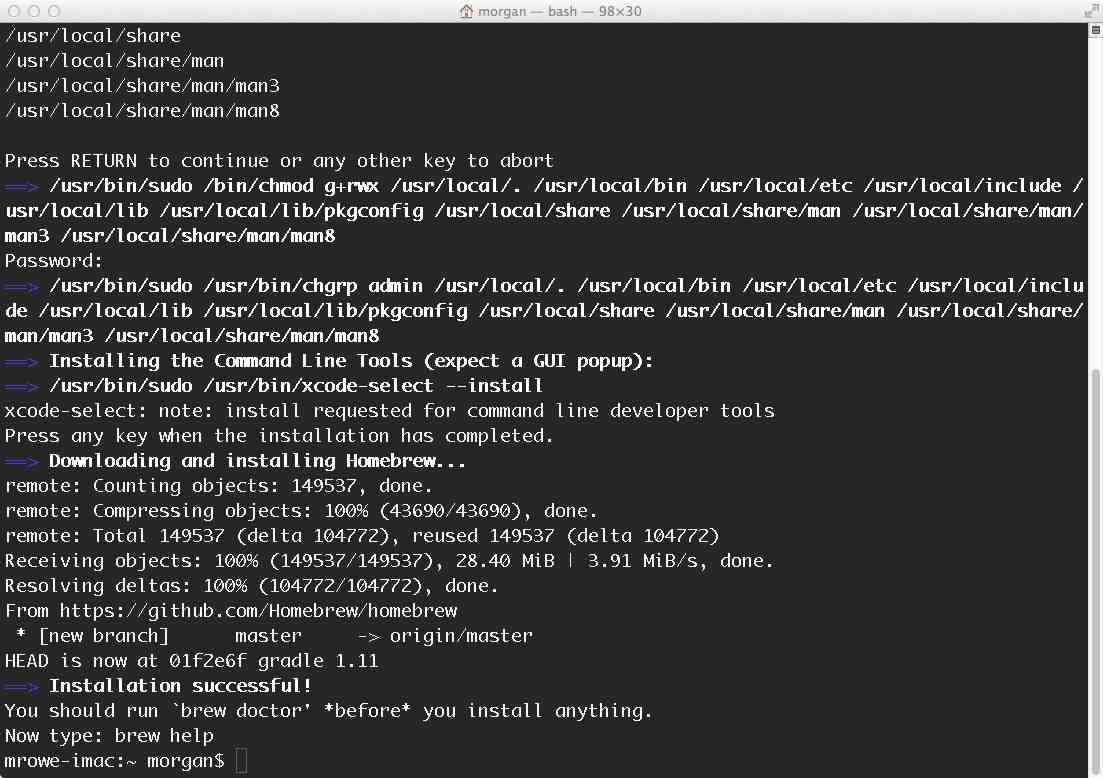 morgan — bash — 98×30
/usr/local/share
/usr/local/share/man
/usr/local/share/man/man3
/usr/local/share/man/man8
Press RETURN to continue or any other key to abort
==> /usr/bin/sudo /bin/chmod g+rwx /usr/local/. /usr/local/bin /usr/local/etc /usr/local/include /
usr/local/lib /usr/local/lib/pkgconfig /usr/local/share /usr/local/share/man /usr/local/share/man/
man3 /usr/local/share/man/man8
Password:
==> /usr/bin/sudo /usr/bin/chgrp admin /usr/local/. /usr/local/bin /usr/local/etc /usr/local/inclu
de /usr/local/lib /usr/local/lib/pkgconfig /usr/local/share /usr/local/share/man /usr/local/share/
man/man3 /usr/local/share/man/man8
==> Installing the Command Line Tools (expect a GUI popup):
==> /usr/bin/sudo /usr/bin/xcode-select --install
xcode-select: note: install requested for command line developer tools
Press any key when the installation has completed.
==> Downloading and installing Homebrew...
remote: Counting objects: 149537, done.
remote: Compressing objects: 100% (43690/43690), done.
remote: Total 149537 (delta 104772), reused 149537 (delta 104772)
Receiving objects: 100% (149537/149537), 28.40 MiB | 3.91 MiB/s, done.
Resolving deltas: 100% (104772/104772), done.
From https://github.com/Homebrew/homebrew
 * [new branch]      master     -> origin/master
HEAD is now at 01f2e6f gradle 1.11
==> Installation successful!
You should run `brew doctor' *before* you install anything.
Now type: brew help
mrowe-imac:~ morgan$